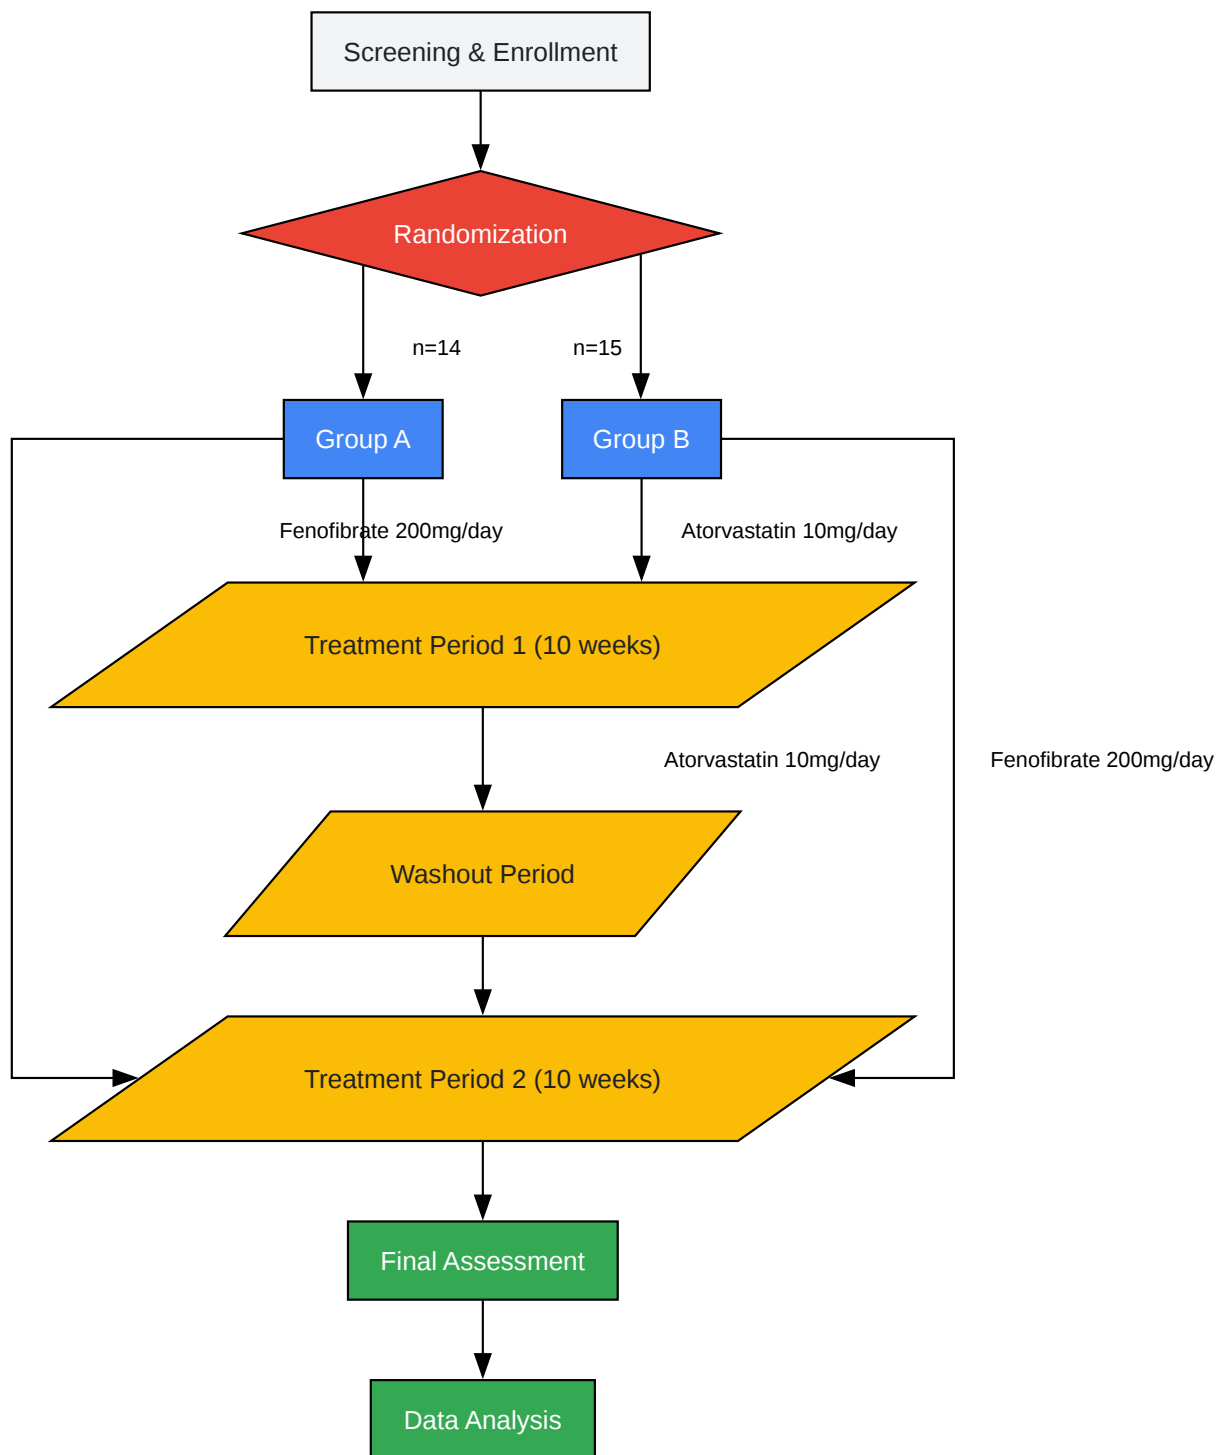 Screening & Enrollment
Randomization
n=14
n=15
Group A
Group B
Fenofibrate 200mg/day
Atorvastatin 10mg/day
Treatment Period 1 (10 weeks)
Atorvastatin 10mg/day
Fenofibrate 200mg/day
Washout Period
Treatment Period 2 (10 weeks)
Final Assessment
Data Analysis